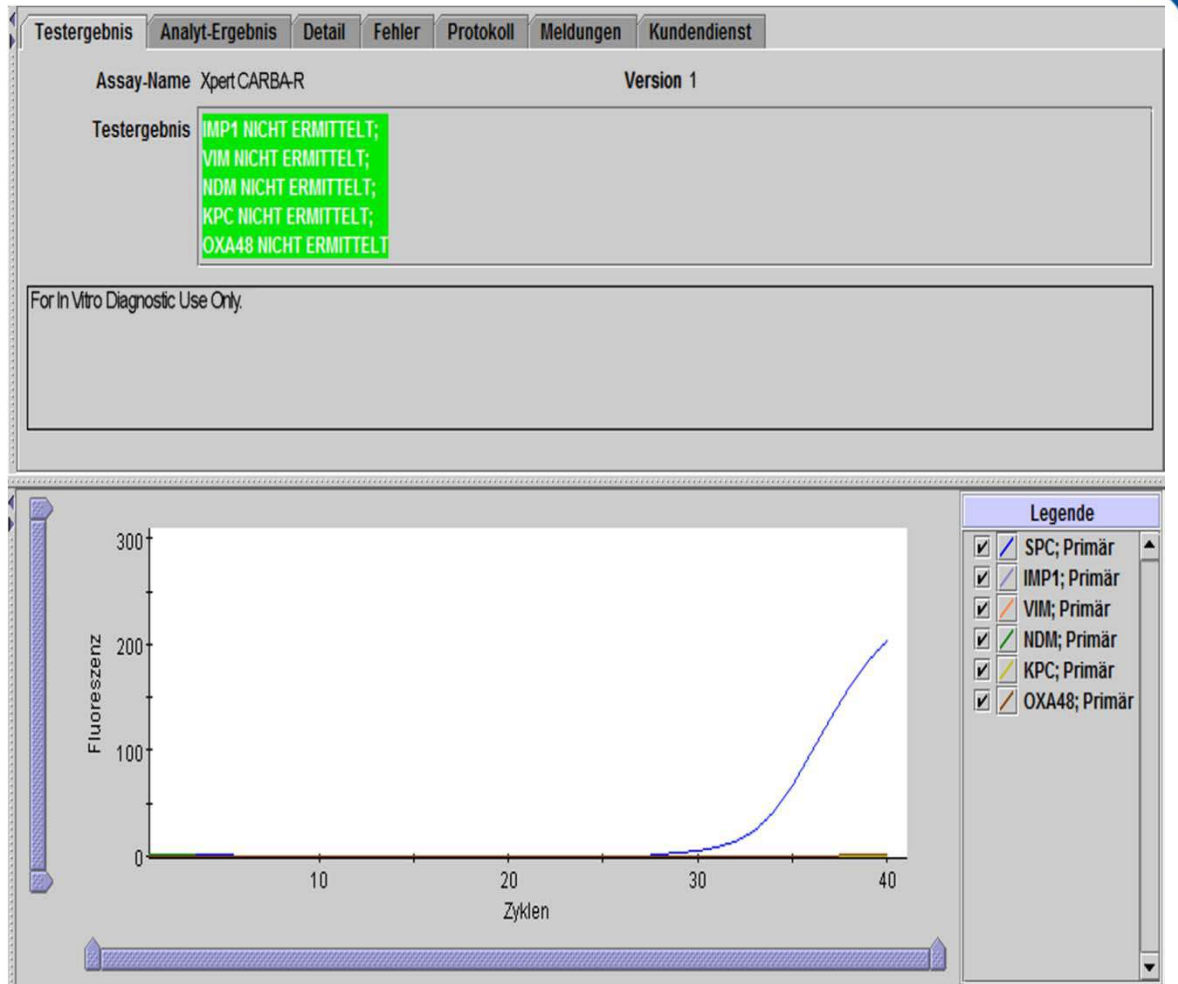 Testergebnis Analyt-Ergebnis Detail Fehler Protokoll Meldungen Kundendienst
Assay-Name Xpert CARBA-R Version 1
Testergebnis IMP1 NICHT ERMITTELT;
VIM NICHT ERMITTELT;
NDM NICHT ERMITTELT;
KPC NICHT ERMITTELT;
OXA48 NICHT ERMITTELT
For In Vitro Diagnostic Use Only.
300
200
100
0
Fluoreszenz
10 20 30 40
Zyklen
Legende
SPC; Primär
IMP1; Primär
VIM; Primär
NDM; Primär
KPC; Primär
OXA48; Primär